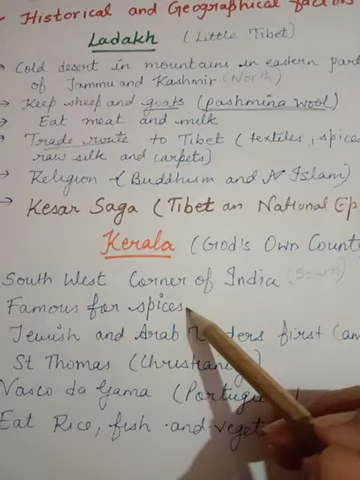 • Historical and Geographical factors
Ladakh (Little Tibet)
→ Cold desert in mountains in eastern part
of Jammu and Kashmir (North)
→ Keep sheep and goats (pashmina wool)
→ Eat meat and milk
→ Trade route to Tibet (textiles, spices
raw silk and carpets)
→ Religion - (Buddhism and Islam)
→ Kesar Saga (Tibetan National Ep
Kerala (God's Own Count
South West Corner of India (South)
Famous for spices
Jewish and Arab first
St Thomas
Vasco da Gama
Eat Rice, fish and